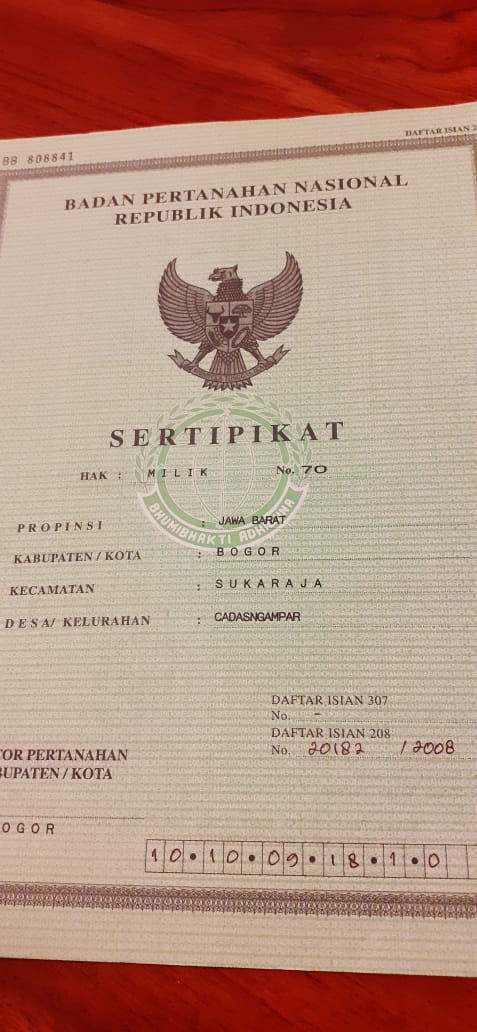 BB 808841
DAFTAR ISIAN 2
BADAN PERTANAHAN NASIONAL
REPUBLIK INDONESIA
SERTIPIKAT
HAK : MILIK No. 70
BHUMIBHAKTI ADHIGUNA
PROPINSI : JAWA BARAT
KABUPATEN / KOTA : BOGOR
KECAMATAN : SUKARAJA
DESA/ KELURAHAN : CADASNGAMPAR
DAFTAR ISIAN 307
No. -
DAFTAR ISIAN 208
No. 20182 / 2008
TOR PERTANAHAN
BUPATEN / KOTA
OGOR
10.10.09.18.1.0